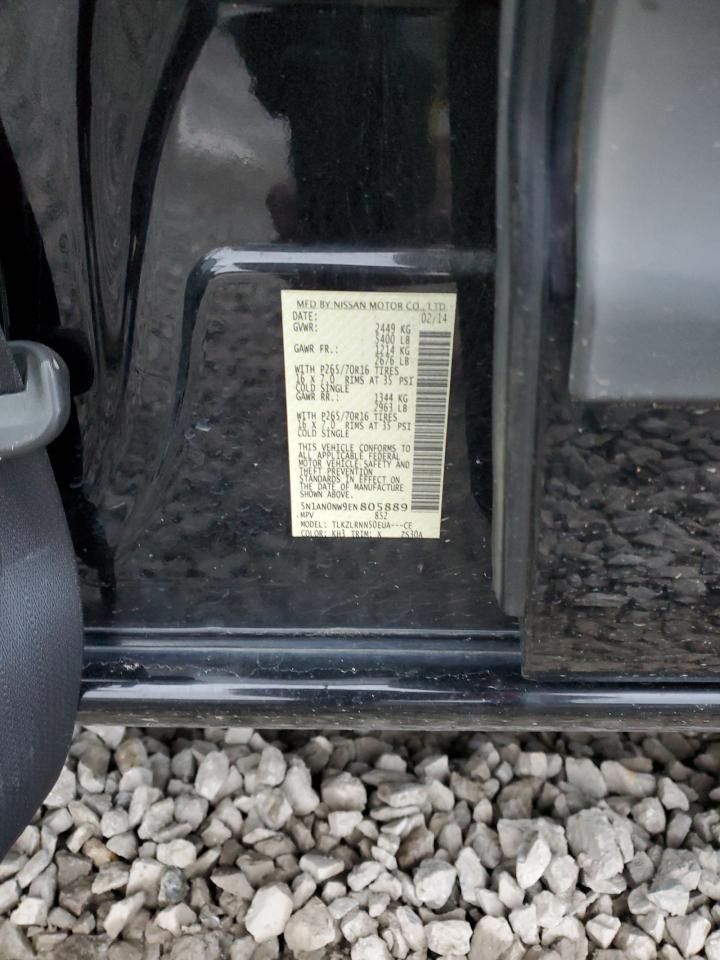 MFD BY NISSAN MOTOR CO., LTD
DATE: 02/14
GVWR: 2449 KG
5400 LB
GAWR FR.: 1214 KG
2676 LB
WITH P265/70R16 TIRES
16 X 7.0 RIMS AT 35 PSI
COLD SINGLE
GAWR RR.: 1344 KG
2963 LB
WITH P265/70R16 TIRES
16 X 7.0 RIMS AT 35 PSI
COLD SINGLE
THIS VEHICLE CONFORMS TO
ALL APPLICABLE FEDERAL
MOTOR VEHICLE SAFETY AND
THEFT PREVENTION
STANDARDS IN EFFECT ON
THE DATE OF MANUFACTURE
SHOWN ABOVE.
5N1AN0NW9EN805889
MPV 852
MODEL: TLKZLRNN50EUA---CE
COLOR: KH3 TRIM: X ZS30A